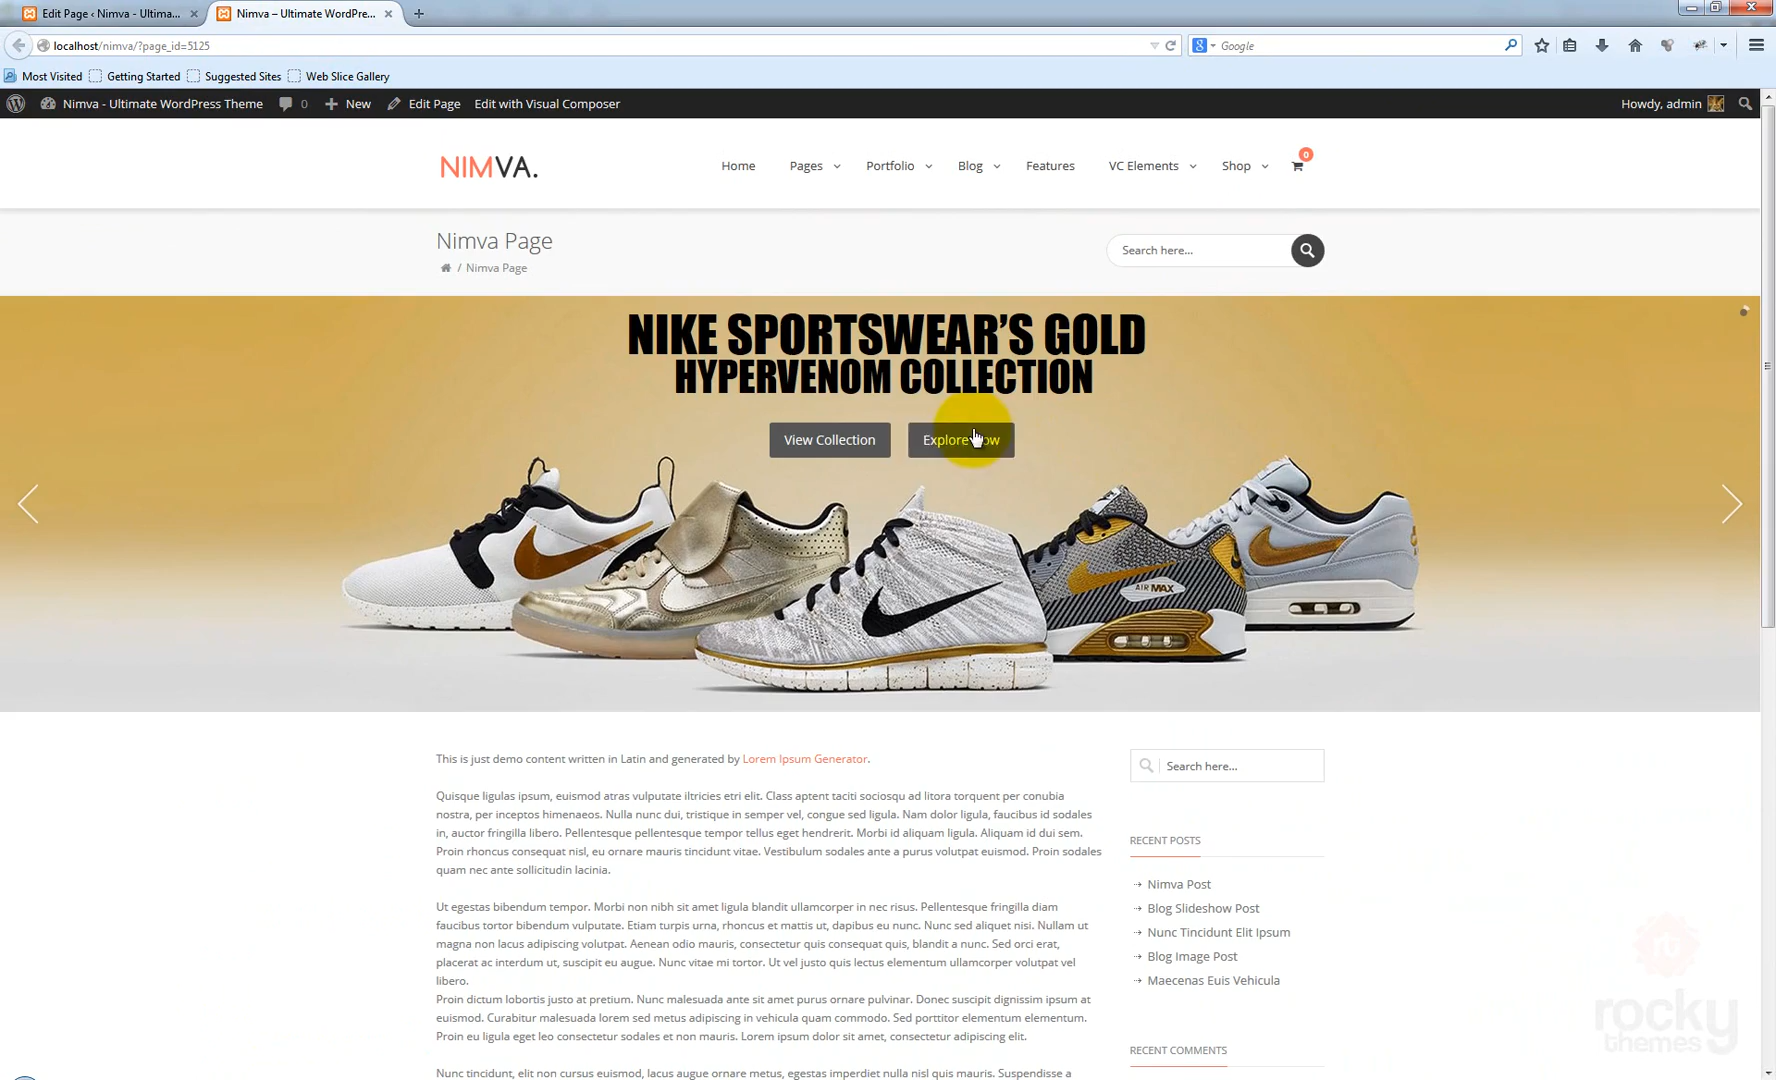 Edit Page ‹ Nimva - Ultima...
Nimva – Ultimate WordPre...
localhost/nimva/?page_id=5125
Google
Most Visited
Getting Started
Suggested Sites
Web Slice Gallery
Nimva - Ultimate WordPress Theme
0
New
Edit Page
Edit with Visual Composer
Howdy, admin
NIMVA.
Home
Pages
Portfolio
Blog
Features
VC Elements
Shop
0
Nimva Page
/ Nimva Page
Search here...
NIKE SPORTSWEAR’S GOLD
HYPERVENOM COLLECTION
View Collection
Explore Now
AIR MAX
This is just demo content written in Latin and generated by Lorem Ipsum Generator.
Quisque ligulas ipsum, euismod atras vulputate iltricies etri elit. Class aptent taciti sociosqu ad litora torquent per conubia
nostra, per inceptos himenaeos. Nulla nunc dui, tristique in semper vel, congue sed ligula. Nam dolor ligula, faucibus id sodales
in, auctor fringilla libero. Pellentesque pellentesque tempor tellus eget hendrerit. Morbi id aliquam ligula. Aliquam id dui sem.
Proin rhoncus consequat nisl, eu ornare mauris tincidunt vitae. Vestibulum sodales ante a purus volutpat euismod. Proin sodales
quam nec ante sollicitudin lacinia.
Ut egestas bibendum tempor. Morbi non nibh sit amet ligula blandit ullamcorper in nec risus. Pellentesque fringilla diam
faucibus tortor bibendum vulputate. Etiam turpis urna, rhoncus et mattis ut, dapibus eu nunc. Nunc sed aliquet nisi. Nullam ut
magna non lacus adipiscing volutpat. Aenean odio mauris, consectetur quis consequat quis, blandit a nunc. Sed orci erat,
placerat ac interdum ut, suscipit eu augue. Nunc vitae mi tortor. Ut vel justo quis lectus elementum ullamcorper volutpat vel
libero.
Proin dictum lobortis justo at pretium. Nunc malesuada ante sit amet purus ornare pulvinar. Donec suscipit dignissim ipsum at
euismod. Curabitur malesuada lorem sed metus adipiscing in vehicula quam commodo. Sed porttitor elementum elementum.
Proin eu ligula eget leo consectetur sodales et non mauris. Lorem ipsum sit amet, consectetur adipiscing elit.
Nunc tincidunt, elit non cursus euismod, lacus augue ornare metus, egestas imperdiet nulla nisl quis mauris. Suspendisse a
Search here...
RECENT POSTS
Nimva Post
Blog Slideshow Post
Nunc Tincidunt Elit Ipsum
Blog Image Post
Maecenas Euis Vehicula
RECENT COMMENTS
rocky
themes